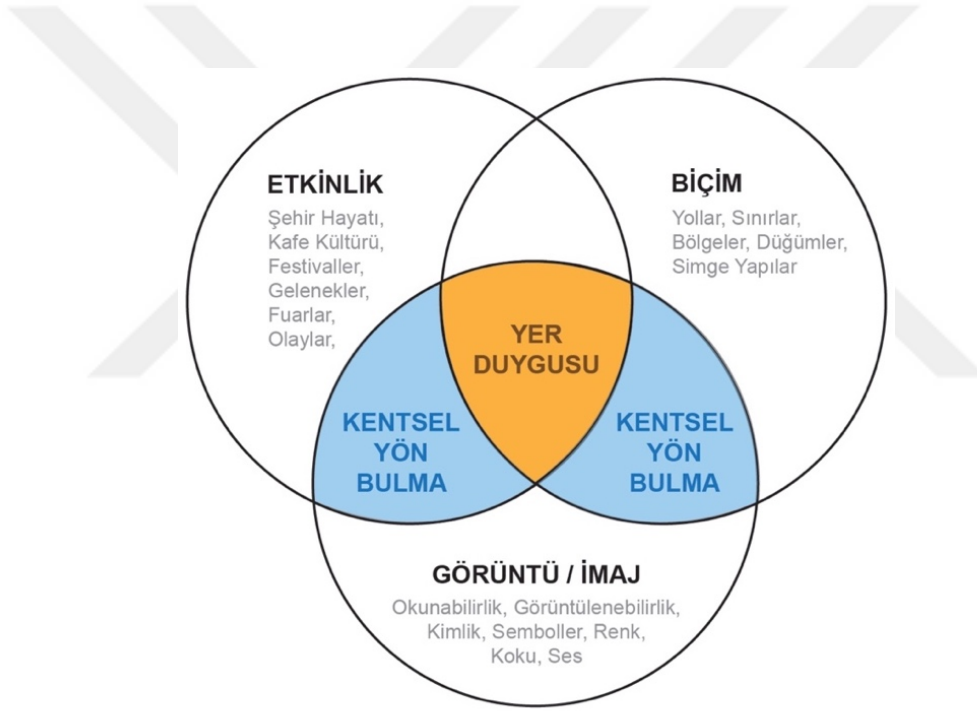 ETKİNLİK
Şehir Hayatı,
Kafe Kültürü,
Festivaller,
Gelenekler,
Fuarlar,
Olaylar,
BİÇİM
Yollar, Sınırlar,
Bölgeler, Düğümler,
Simge Yapılar
YER
DUYGUSU
KENTSEL
YÖN
BULMA
KENTSEL
YÖN
BULMA
GÖRÜNTÜ / İMAJ
Okunabilirlik, Görüntülenebilirlik,
Kimlik, Semboller, Renk,
Koku, Ses